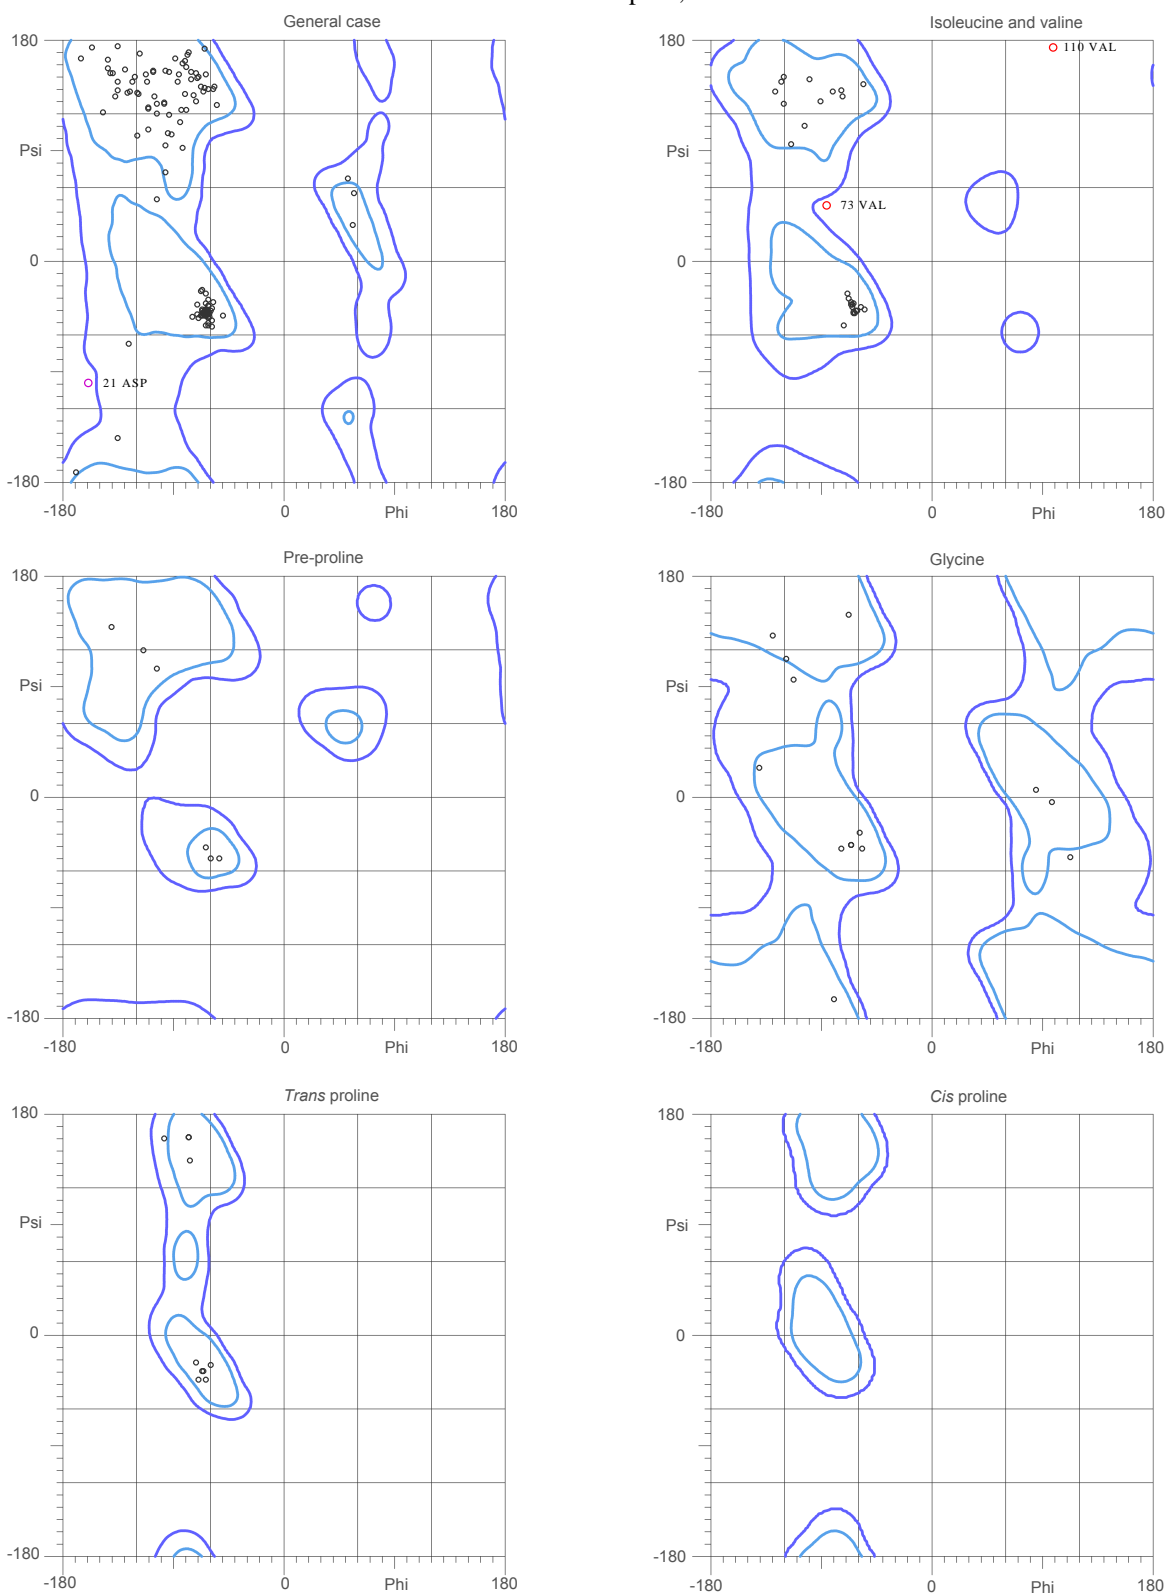 General case
180
Psi
0
-180
21 ASP
-180
0
Phi
180
Isoleucine and valine
180
Psi
0
-180
110 VAL
73 VAL
-180
0
Phi
180
Pre-proline
180
Psi
0
-180
-180
0
Phi
180
Glycine
180
Psi
0
-180
-180
0
Phi
180
Trans proline
180
Psi
0
-180
-180
0
Phi
180
Cis proline
180
Psi
0
-180
-180
0
Phi
180